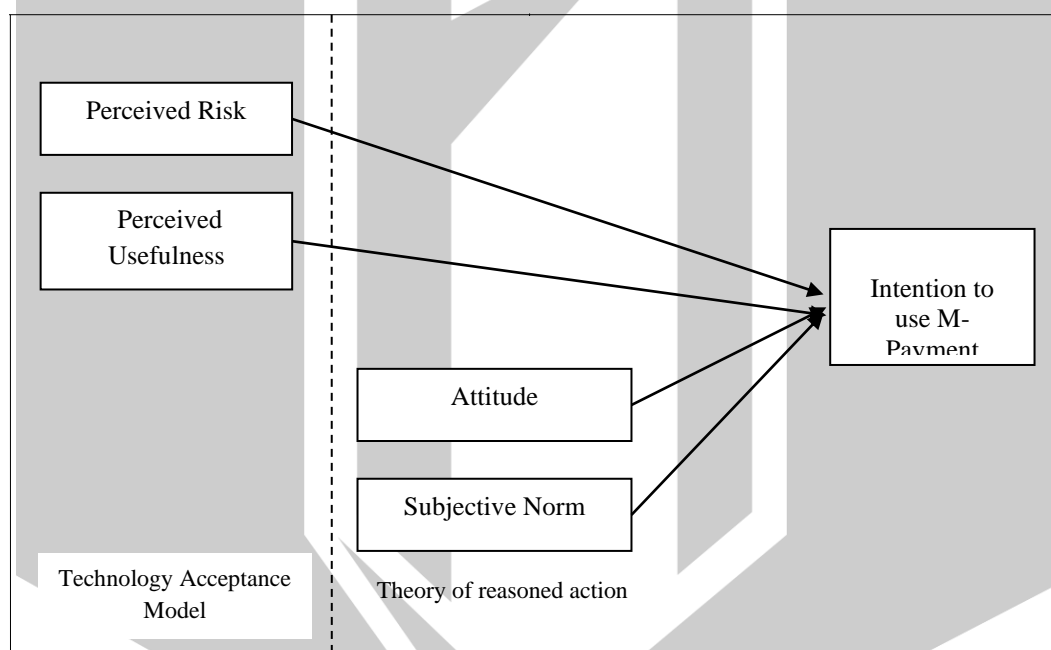 Perceived Risk
Perceived
Usefulness
Intention to
use M-
Payment
Attitude
Subjective Norm
Technology Acceptance
Model
Theory of reasoned action